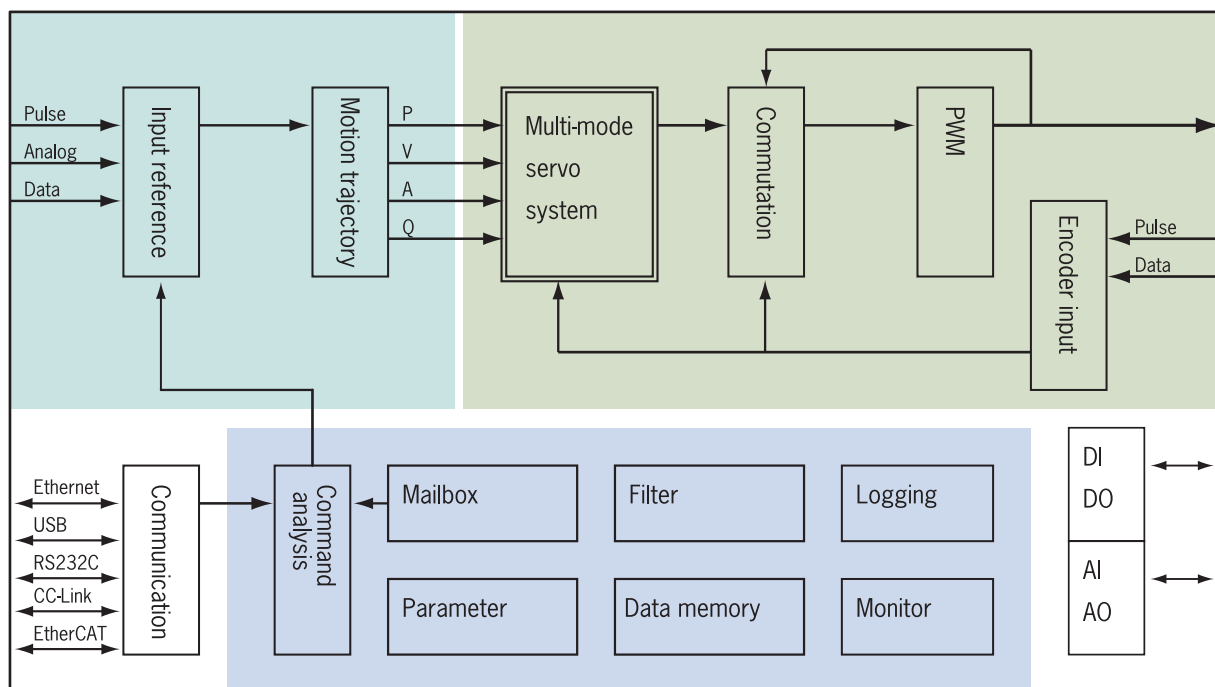 Pulse
Analog
Data
Input reference
Motion trajectory
P
V
A
Q
Multi-mode
servo
system
Commutation
PWM
Encoder input
Pulse
Data
Ethernet
USB
RS232C
CC-Link
EtherCAT
Communication
Command
analysis
Mailbox
Filter
Logging
Parameter
Data memory
Monitor
DI
DO
AI
AO